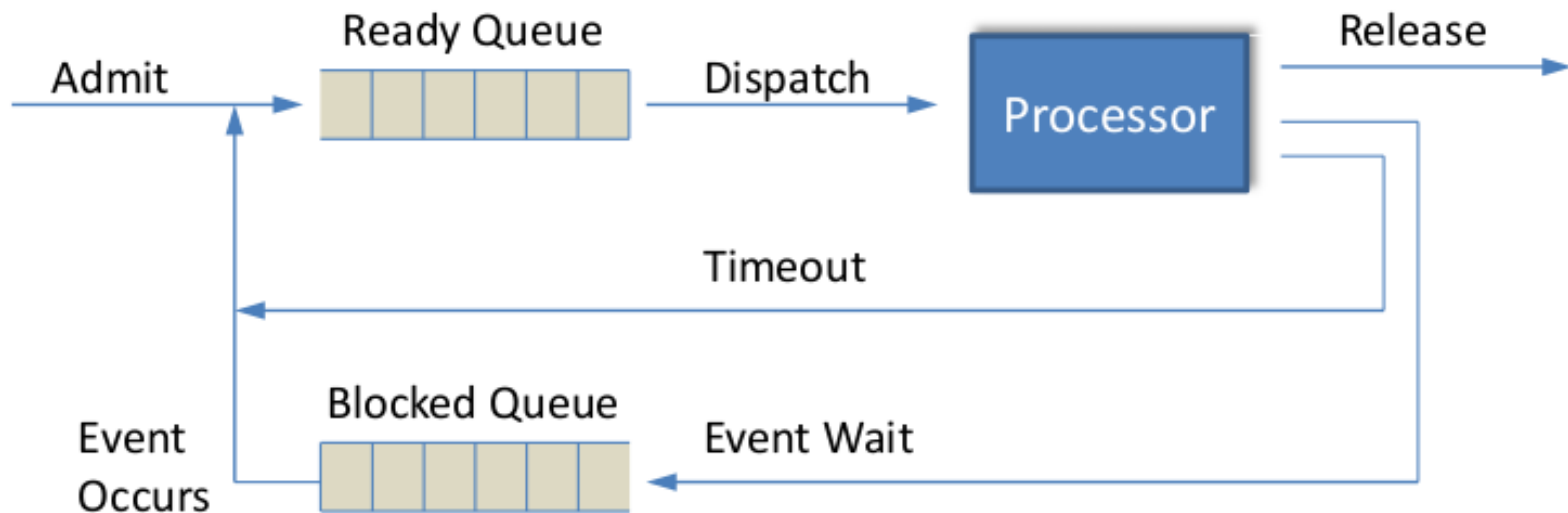 Ready Queue
Release
Admit
Dispatch
Processor
Timeout
Blocked Queue
Event
Occurs
Event Wait